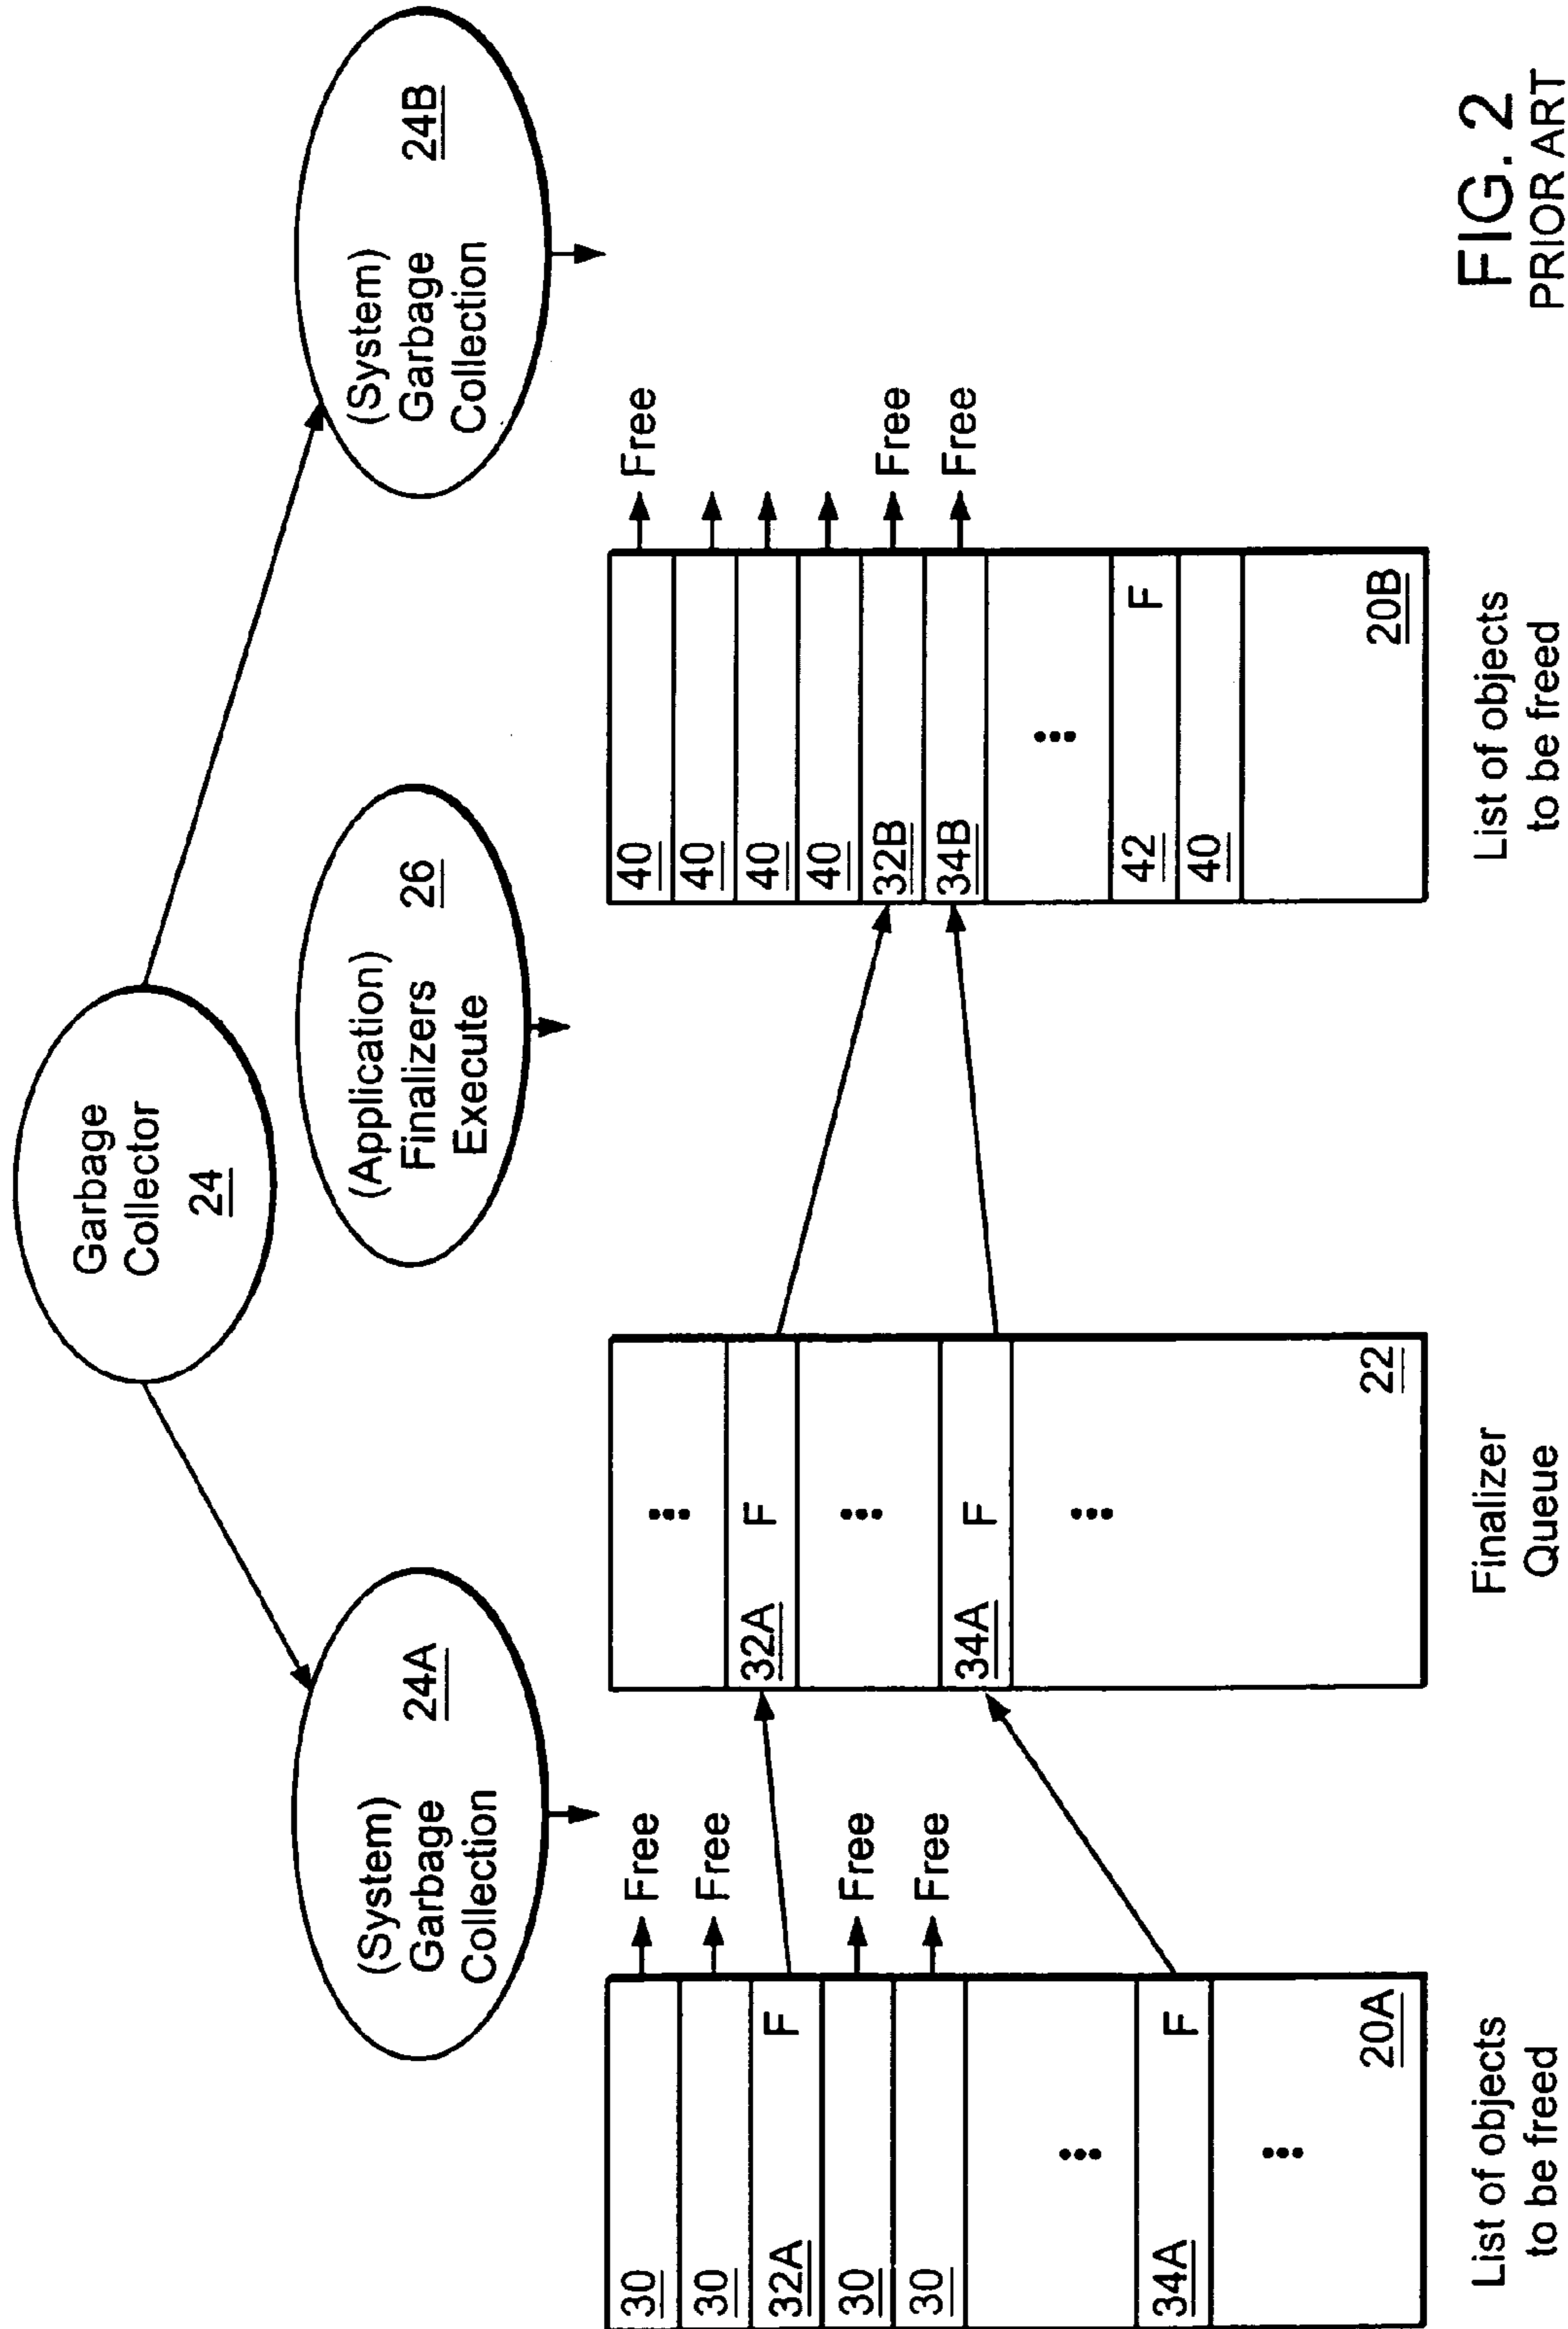 Garbage
Collector
24
(System)
Garbage
Collection
24A
(Application)
Finalizers
Execute
26
(System)
Garbage
Collection
24B
30
Free
30
Free
32A F
30
Free
30
Free
...
34A F
...
20A
List of objects
to be freed
...
32A F
...
34A F
...
22
Finalizer
Queue
40
Free
40
40
40
32B
Free
34B
Free
...
42 F
40
20B
List of objects
to be freed
FIG. 2
PRIOR ART